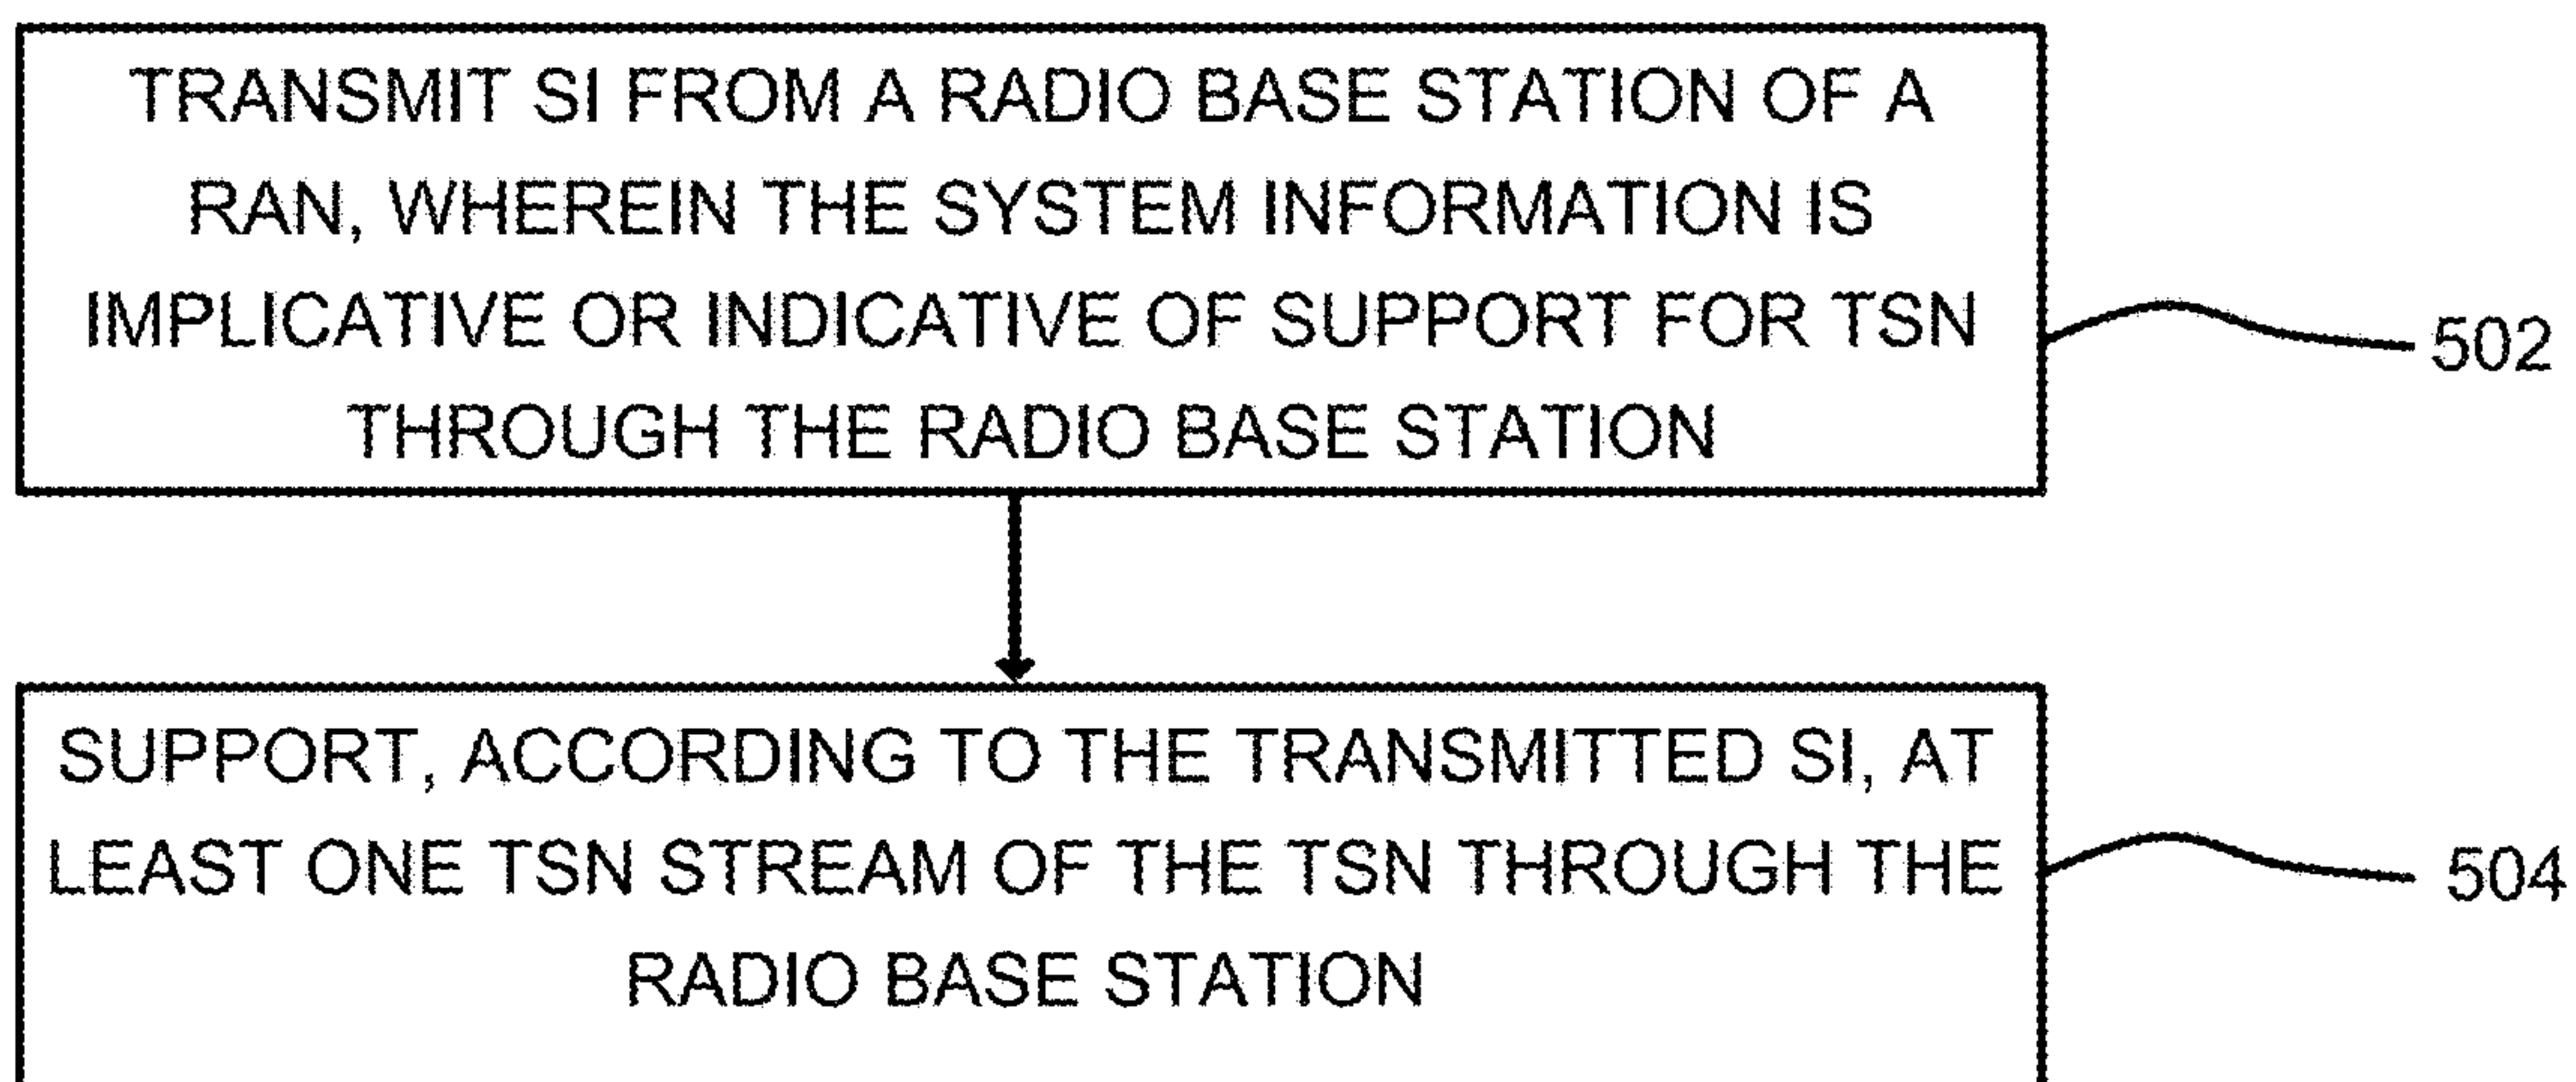 TRANSMIT SI FROM A RADIO BASE STATION OF A
RAN, WHEREIN THE SYSTEM INFORMATION IS
IMPLICATIVE OR INDICATIVE OF SUPPORT FOR TSN
THROUGH THE RADIO BASE STATION
502
SUPPORT, ACCORDING TO THE TRANSMITTED SI, AT
LEAST ONE TSN STREAM OF THE TSN THROUGH THE
RADIO BASE STATION
504